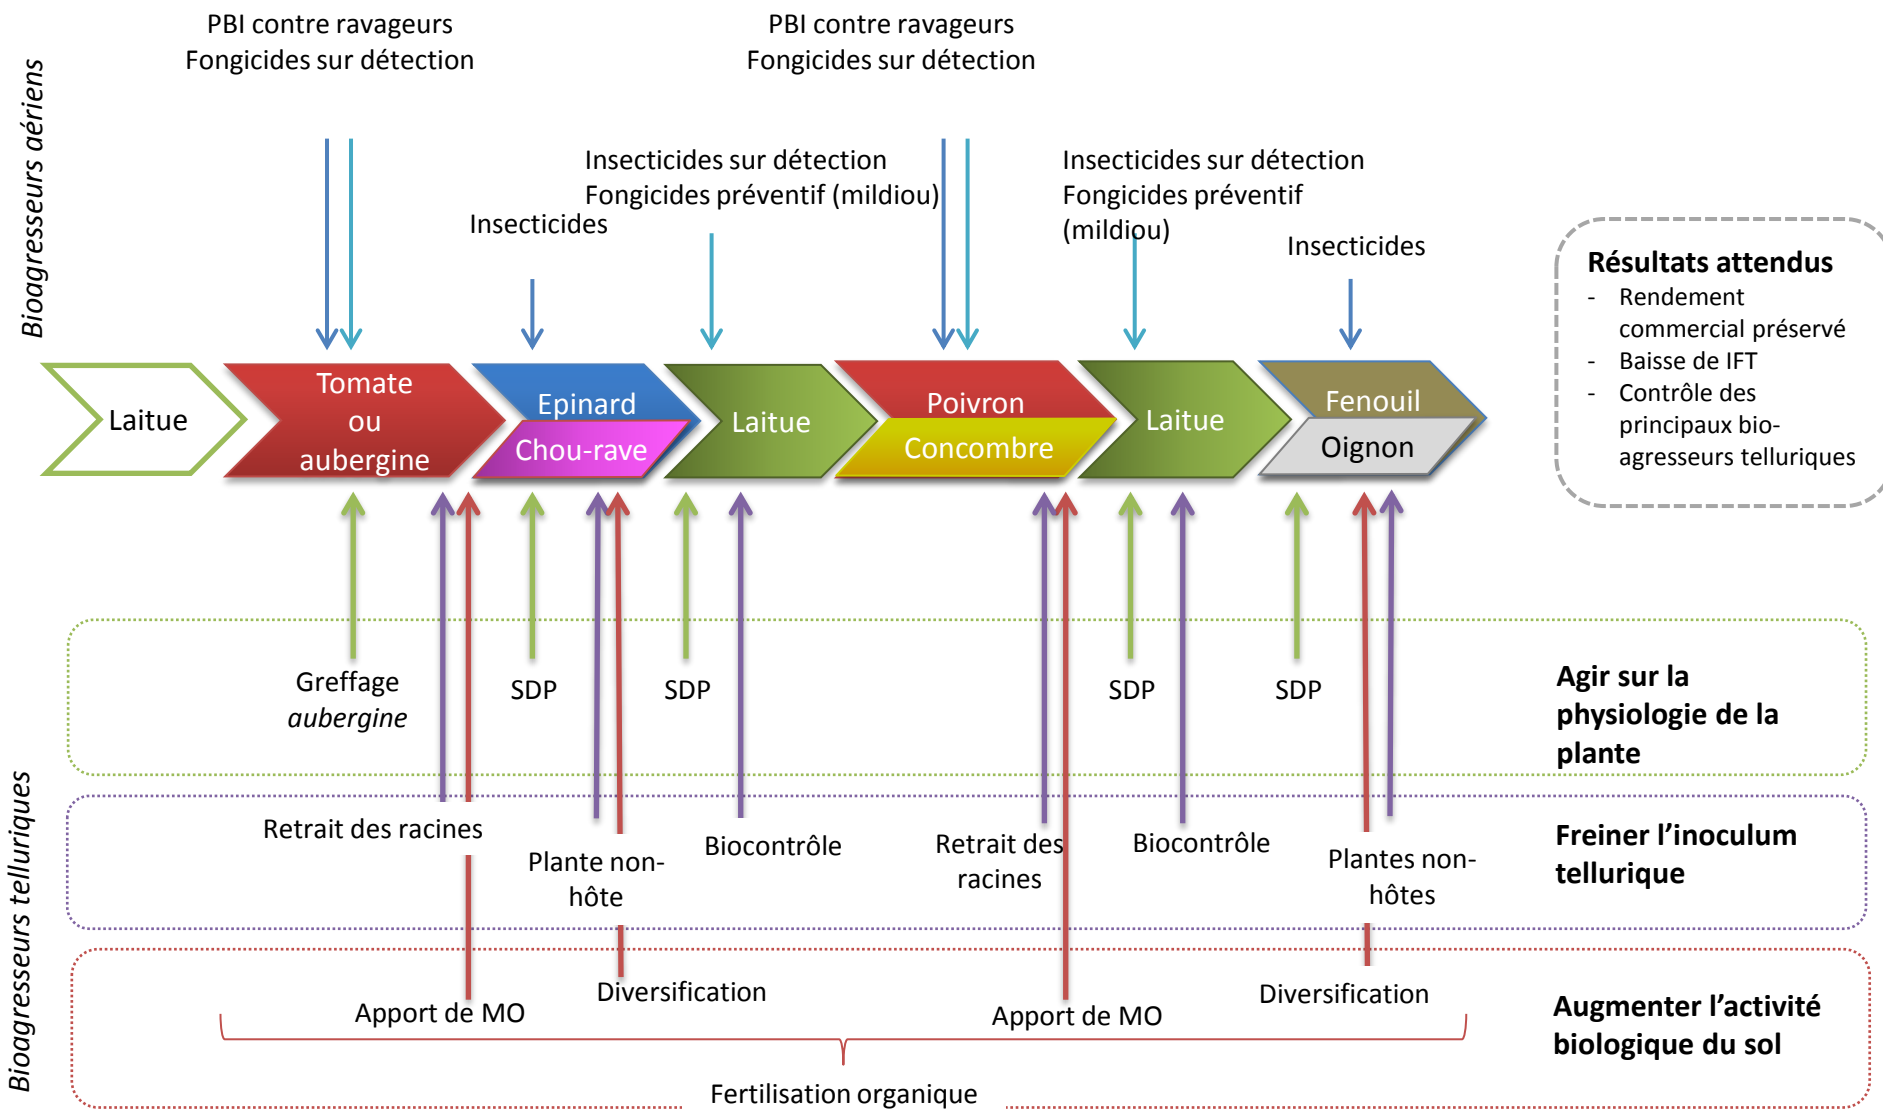 PBI contre ravageurs
Fongicides sur détection
PBI contre ravageurs
Fongicides sur détection
Bioagresseurs aériens
Insecticides
Insecticides sur détection
Fongicides préventif (mildiou)
Insecticides sur détection
Fongicides préventif
(mildiou)
Insecticides
Laitue
Tomate
ou
aubergine
Epinard
Chou-rave
Laitue
Poivron
Concombre
Laitue
Fenouil
Oignon
Résultats attendus
- Rendement
commercial préservé
- Baisse de IFT
- Contrôle des
principaux bio-
agresseurs telluriques
Bioagresseurs telluriques
Greffage
aubergine
SDP
SDP
SDP
SDP
Agir sur la
physiologie de la
plante
Retrait des racines
Plante non-
hôte
Biocontrôle
Retrait des
racines
Biocontrôle
Plantes non-
hôtes
Freiner l’inoculum
tellurique
Apport de MO
Diversification
Apport de MO
Diversification
Augmenter l’activité
biologique du sol
Fertilisation organique